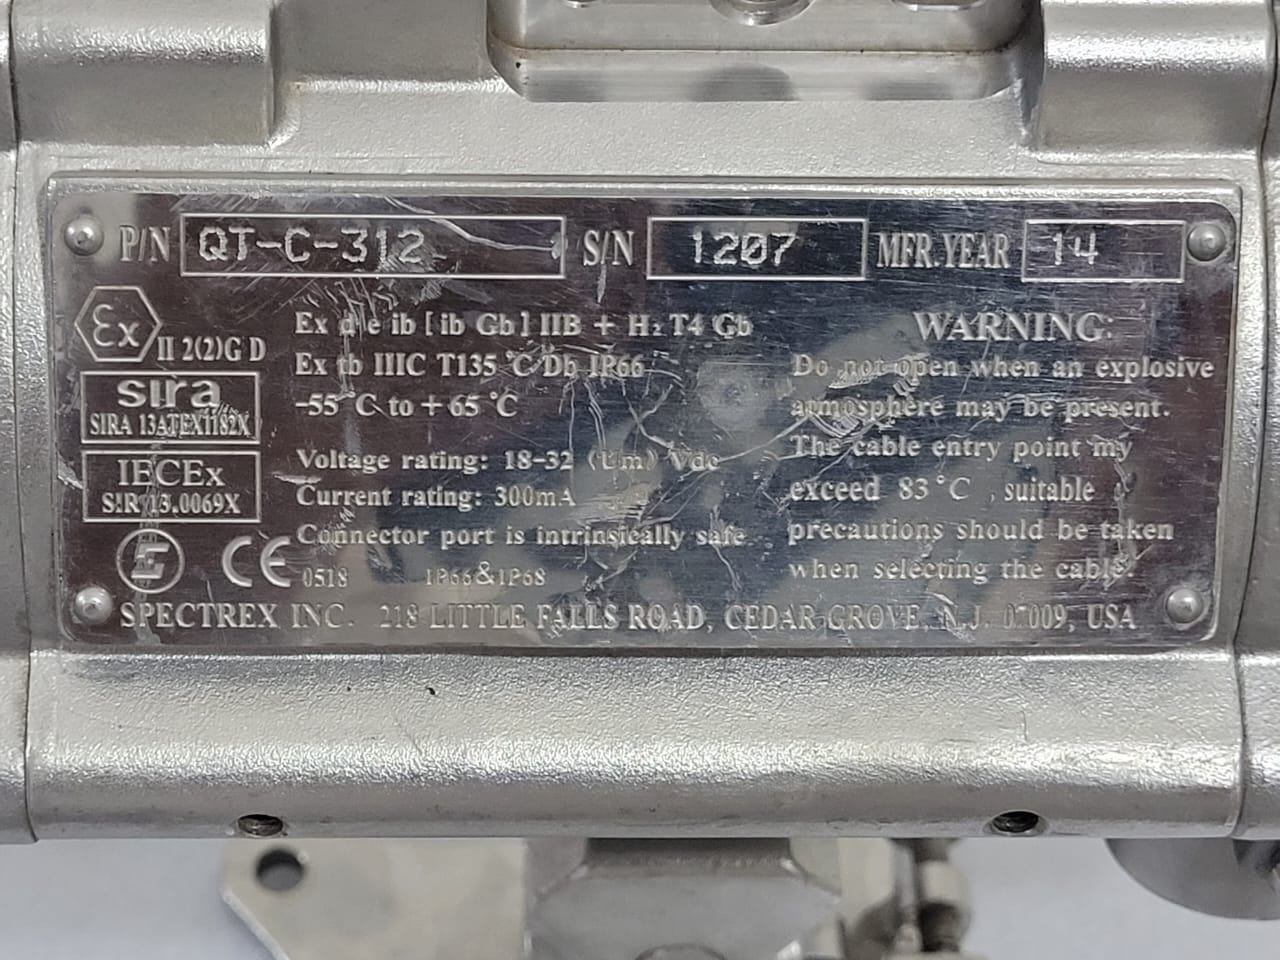 P/N QT-C-312 S/N 1207 MFR.YEAR 14
Ex II 2(2)G D
sira
SIRA 13ATEX1182X
IECEx
SIR 13.0069X
CE 0518 IP66&IP68
Ex d e ib [ib Gb] IIB + H₂ T4 Gb
Ex tb IIIC T135 °C Db IP66
-55 °C to +65 °C
Voltage rating: 18-32 (Um) Vdc
Current rating: 300mA
Connector port is intrinsically safe
WARNING:
Do not open when an explosive
atmosphere may be present.
The cable entry point my
exceed 83 °C , suitable
precautions should be taken
when selecting the cable.
SPECTREX INC. 218 LITTLE FALLS ROAD, CEDAR GROVE, N.J. 07009, USA